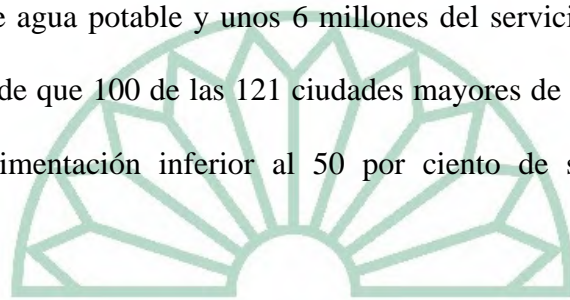 e agua potable y unos 6 millones del servici
de que 100 de las 121 ciudades mayores de
imentación inferior al 50 por ciento de s